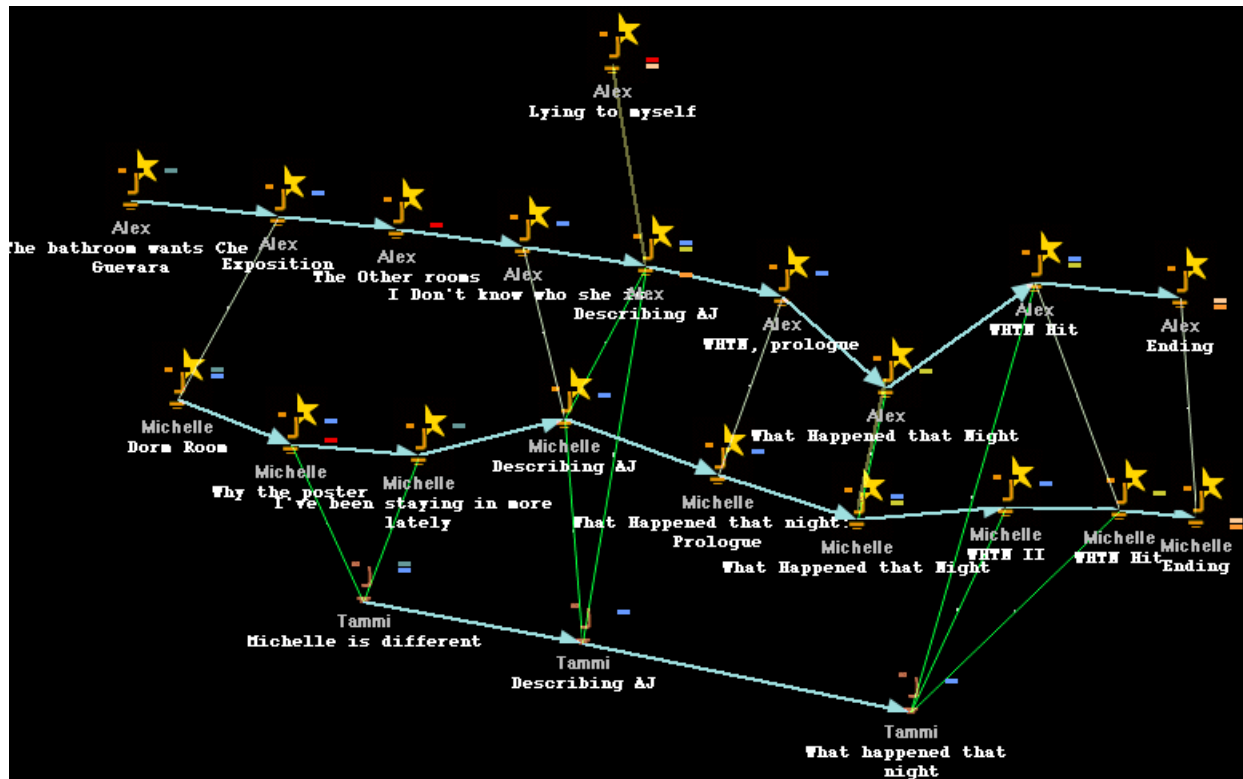 Alex
Lying to myself
Alex
The bathroom wants Che
Guevara
Alex
Exposition
Alex
The Other rooms
Alex
I Don't know who she is
Alex
Describing AJ
Alex
WHTN, prologue
Alex
WHTN Hit
Alex
Ending
Alex
What Happened that Night
Michelle
Dorm Room
Michelle
Why the poster
Michelle
I've been staying in more
lately
Michelle
Describing AJ
Michelle
What Happened that night:
Prologue
Michelle
What Happened that Night
Michelle
WHTN II
Michelle
WHTN Hit
Michelle
Ending
Tammi
Michelle is different
Tammi
Describing AJ
Tammi
What happened that
night